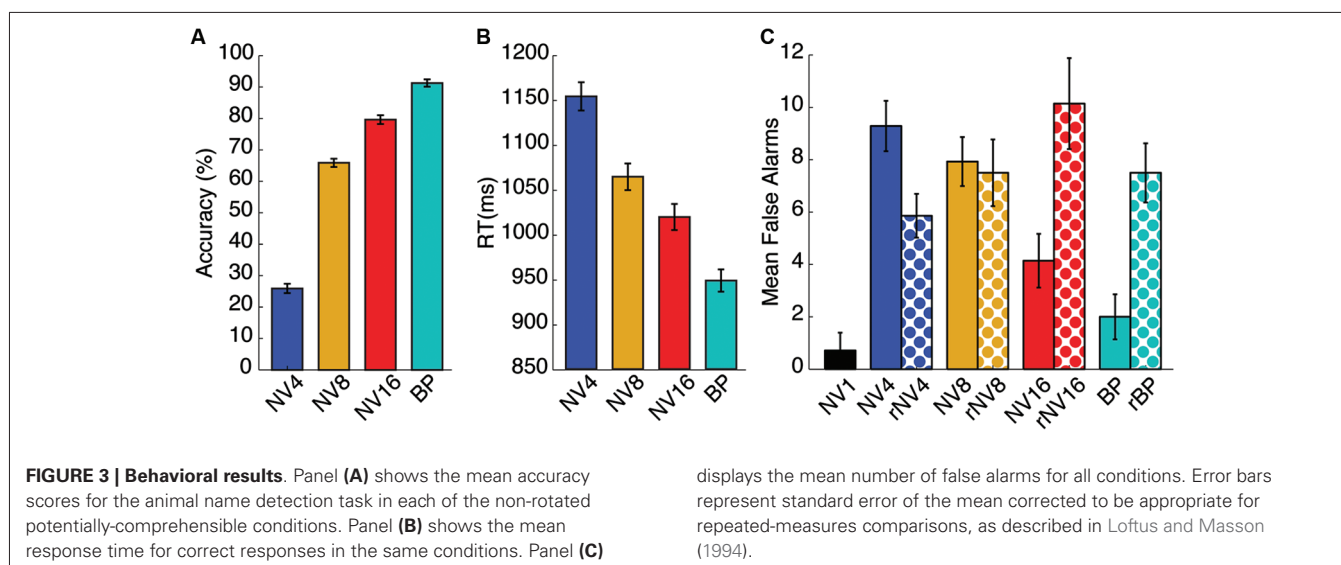 A
Accuracy (%)
100
90
80
70
60
50
40
30
20
10
0
NV4
NV8
NV16
BP
B
RT(ms)
1200
1150
1100
1050
1000
950
900
850
NV4
NV8
NV16
BP
C
Mean False Alarms
12
10
8
6
4
2
0
NV1
NV4
rNV4
NV8
rNV8
NV16
rNV16
BP
rBP
FIGURE 3 | Behavioral results. Panel (A) shows the mean accuracy
scores for the animal name detection task in each of the non-rotated
potentially-comprehensible conditions. Panel (B) shows the mean
response time for correct responses in the same conditions. Panel (C)
displays the mean number of false alarms for all conditions. Error bars
represent standard error of the mean corrected to be appropriate for
repeated-measures comparisons, as described in Loftus and Masson
(1994).